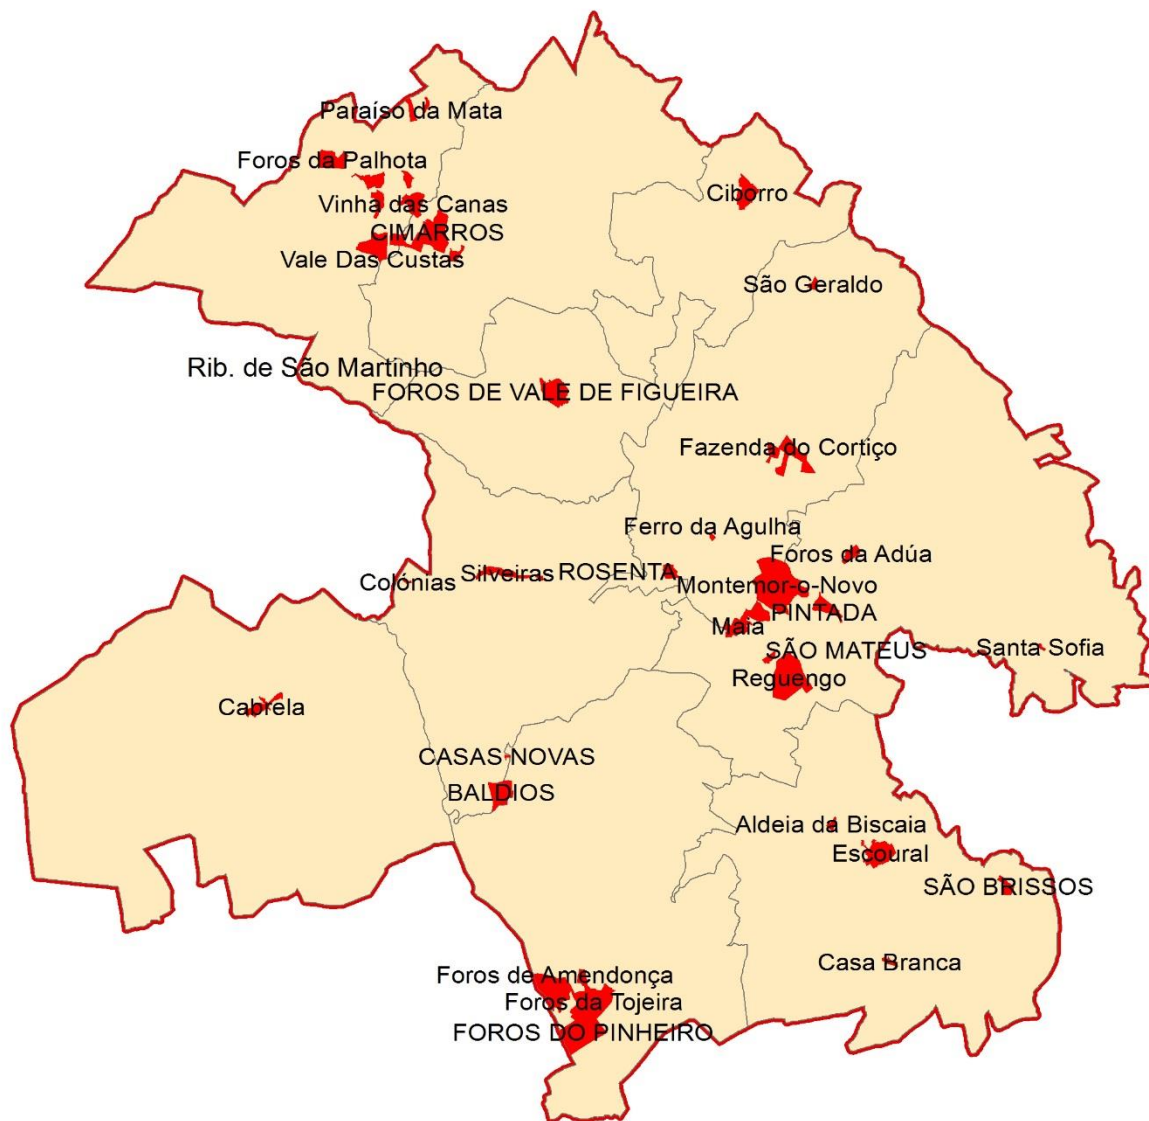 Paraíso da Mata
Foros da Palhota
Ciborro
Vinha das Canas
CIMARROS
Vale Das Custas
São Geraldo
Rib. de São Martinho
FOROS DE VALE DE FIGUEIRA
Fazenda do Cortiço
Ferro da Agulha
Foros da Adúa
Colónias
Silveiras
ROSENTA
Montemor-o-Novo
PINTADA
Maia
SÃO MATEUS
Santa Sofia
Reguengo
Cabrela
CASAS NOVAS
BALDIOS
Aldeia da Biscaia
Escoural
SÃO BRISSOS
Casa Branca
Foros de Amendonça
Foros da Tojeira
FOROS DO PINHEIRO